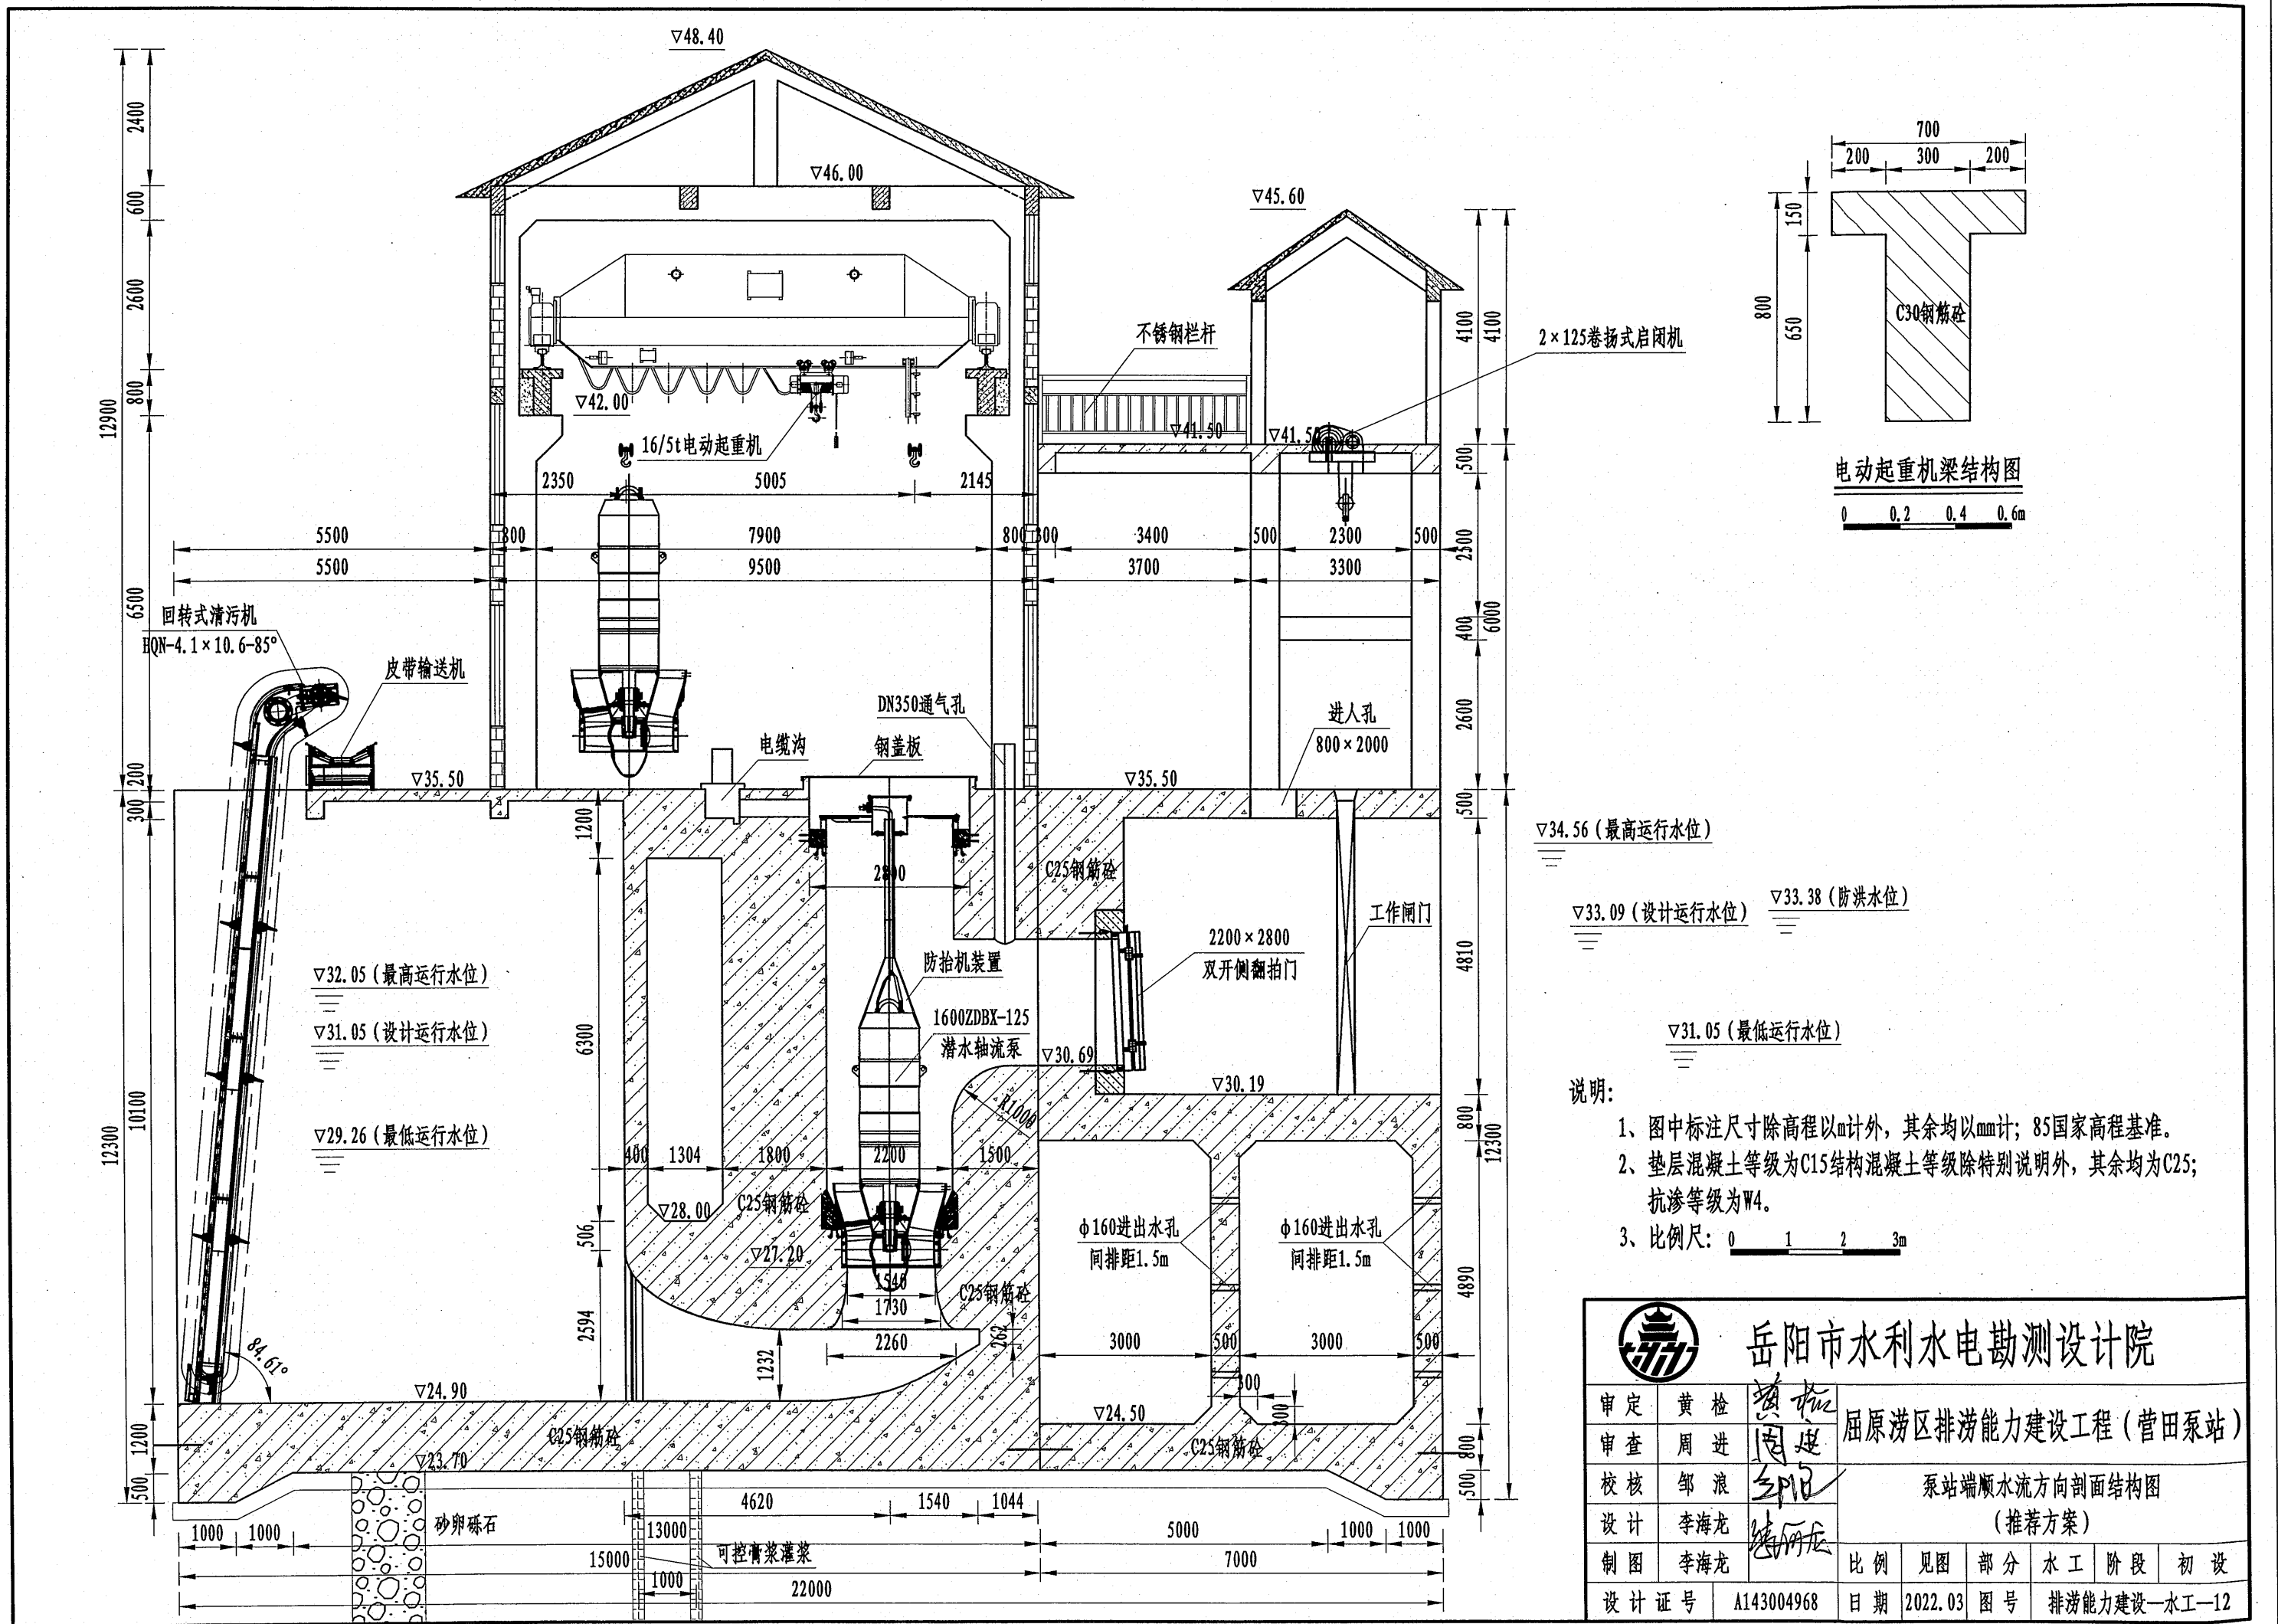 ▽48.40
▽46.00
▽45.60
700
200
300
200
150
800
650
C30钢筋砼
电动起重机梁结构图
0 0.2 0.4 0.6m
2400
600
2600
800
12900
6500
200
300
10100
12300
1200
500
▽42.00
16/5t电动起重机
不锈钢栏杆
2×125卷扬式启闭机
▽41.50
4100
4100
500
2350
5005
2145
5500
800
7900
800
300
3400
500
2300
500
5500
9500
3700
3300
2300
400
6000
2600
回转式清污机
HQN-4.1×10.6-85°
皮带输送机
DN350通气孔
电缆沟
钢盖板
进人孔
800×2000
▽35.50
▽35.50
500
1200
2800
C25钢筋砼
▽34.56(最高运行水位)
▽33.09(设计运行水位)
▽33.38(防洪水位)
▽31.05(最低运行水位)
工作闸门
2200×2800
双开侧翻拍门
4810
防抬机装置
1600ZDBX-125
潜水轴流泵
▽32.05(最高运行水位)
▽31.05(设计运行水位)
▽29.26(最低运行水位)
6300
▽30.69
▽30.19
R1000
800
12300
400
1304
1800
2200
1500
▽28.00
C25钢筋砼
506
▽27.20
φ160进出水孔
间排距1.5m
φ160进出水孔
间排距1.5m
4890
1540
1730
C25钢筋砼
2594
262
2260
1232
3000
500
3000
500
300
300
84.61°
▽24.90
▽24.50
C25钢筋砼
C25钢筋砼
▽23.70
800
500
4620
1540
1044
1000
1000
13000
5000
1000
1000
砂卵砾石
可控膏浆灌浆
15000
7000
1000
22000
说明:
1、图中标注尺寸除高程以m计外,其余均以mm计;85国家高程基准。
2、垫层混凝土等级为C15结构混凝土等级除特别说明外,其余均为C25;
抗渗等级为W4。
3、比例尺: 0 1 2 3m
岳阳市水利水电勘测设计院
审定 黄检
审查 周进
校核 邹浪
设计 李海龙
制图 李海龙
屈原涝区排涝能力建设工程(营田泵站)
泵站端顺水流方向剖面结构图
(推荐方案)
比例 见图 部分 水工 阶段 初设
设计证号 A143004968 日期 2022.03 图号 排涝能力建设—水工—12